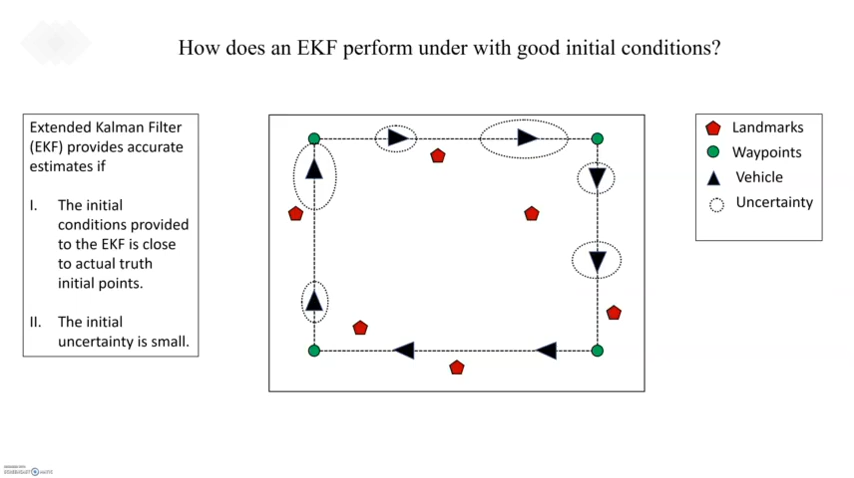 How does an EKF perform under with good initial conditions?
Extended Kalman Filter
(EKF) provides accurate
estimates if
I. The initial
conditions provided
to the EKF is close
to actual truth
initial points.
II. The initial
uncertainty is small.
Landmarks
Waypoints
Vehicle
Uncertainty